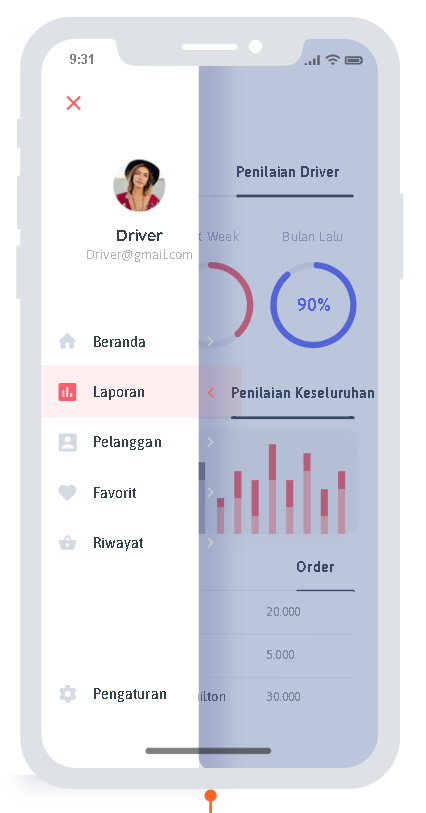 9:31
Penilaian Driver
Driver
t Week
Bulan Lalu
Driver@gmail.com
90%
Beranda
Laporan
Penilaian Keseluruhan
Pelanggan
Favorit
Riwayat
Order
20.000
5.000
Pengaturan
ilton
30.000